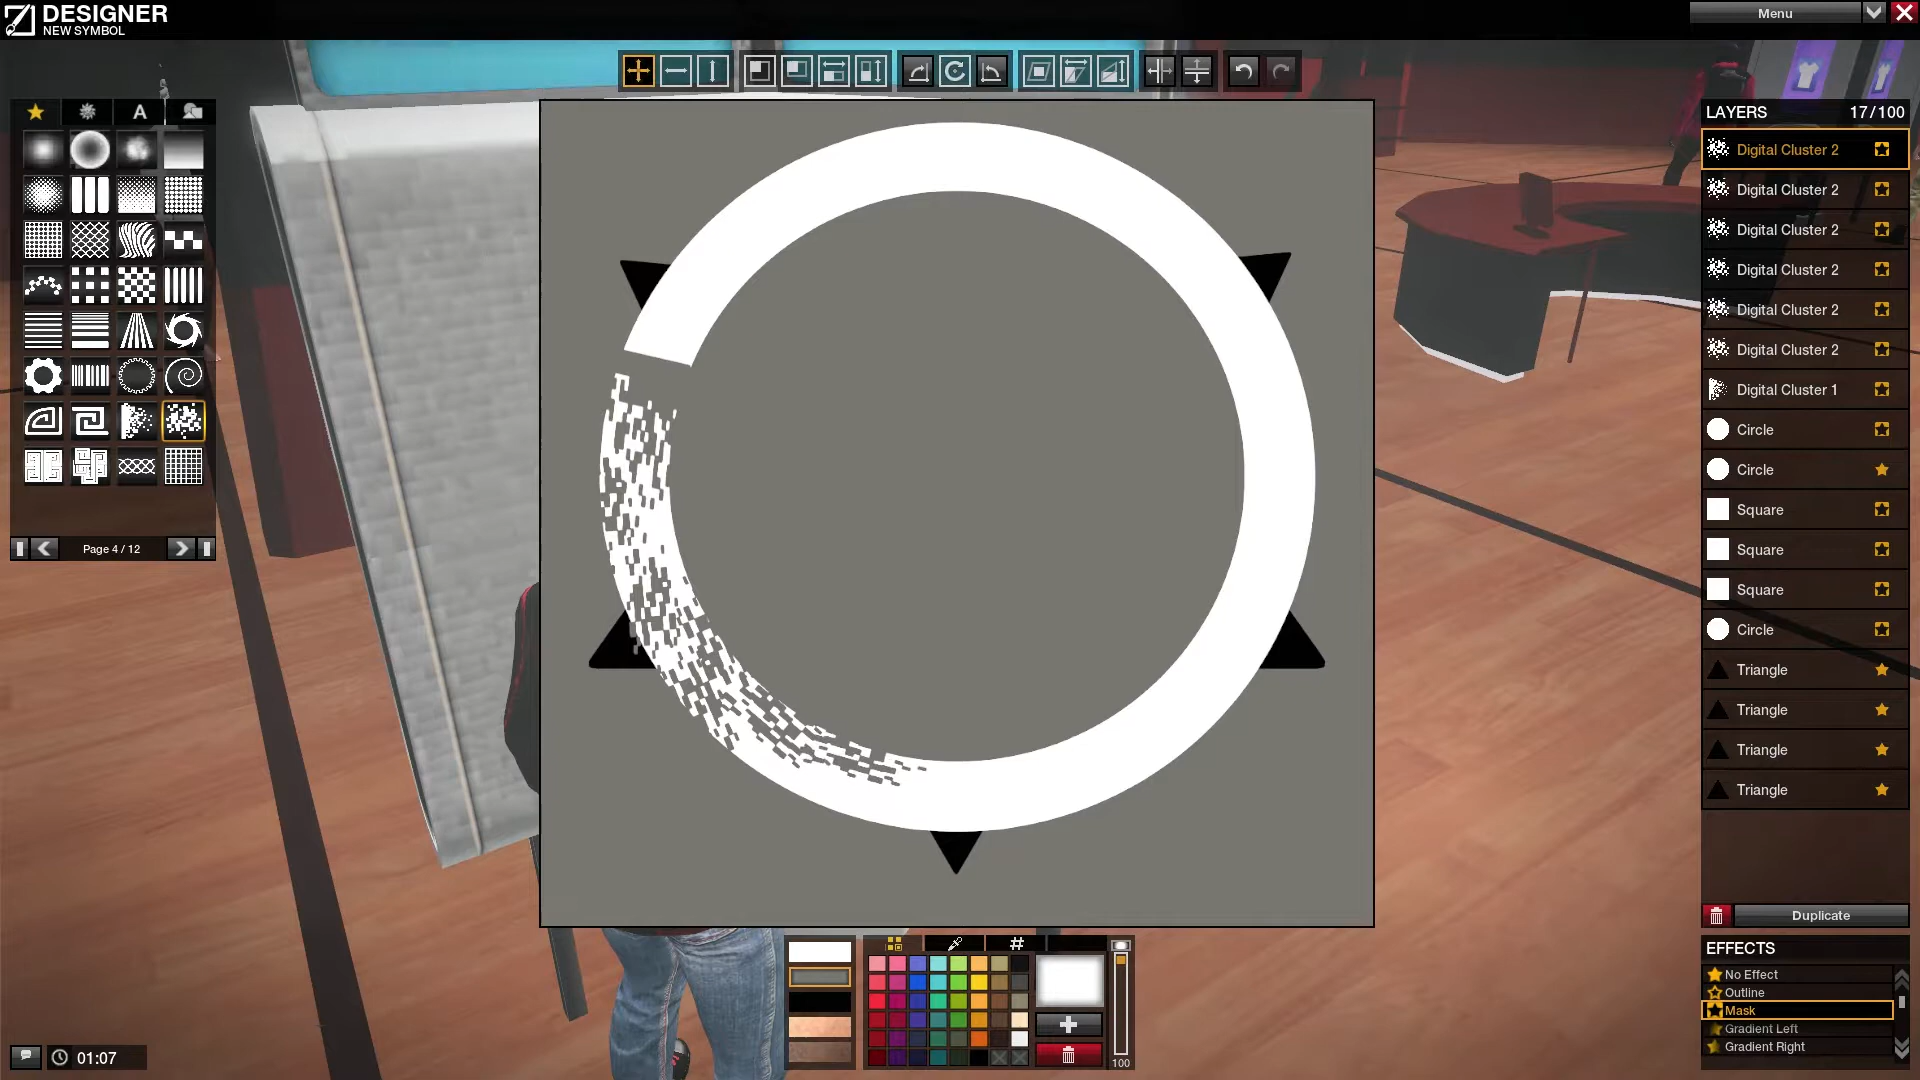 DESIGNER
NEW SYMBOL
Menu
A
Page 4 / 12
LAYERS 17/100
Digital Cluster 2
Digital Cluster 2
Digital Cluster 2
Digital Cluster 2
Digital Cluster 2
Digital Cluster 2
Digital Cluster 1
Circle
Circle
Square
Square
Square
Circle
Triangle
Triangle
Triangle
Triangle
Duplicate
EFFECTS
No Effect
Outline
Mask
Gradient Left
Gradient Right
#
100
01:07